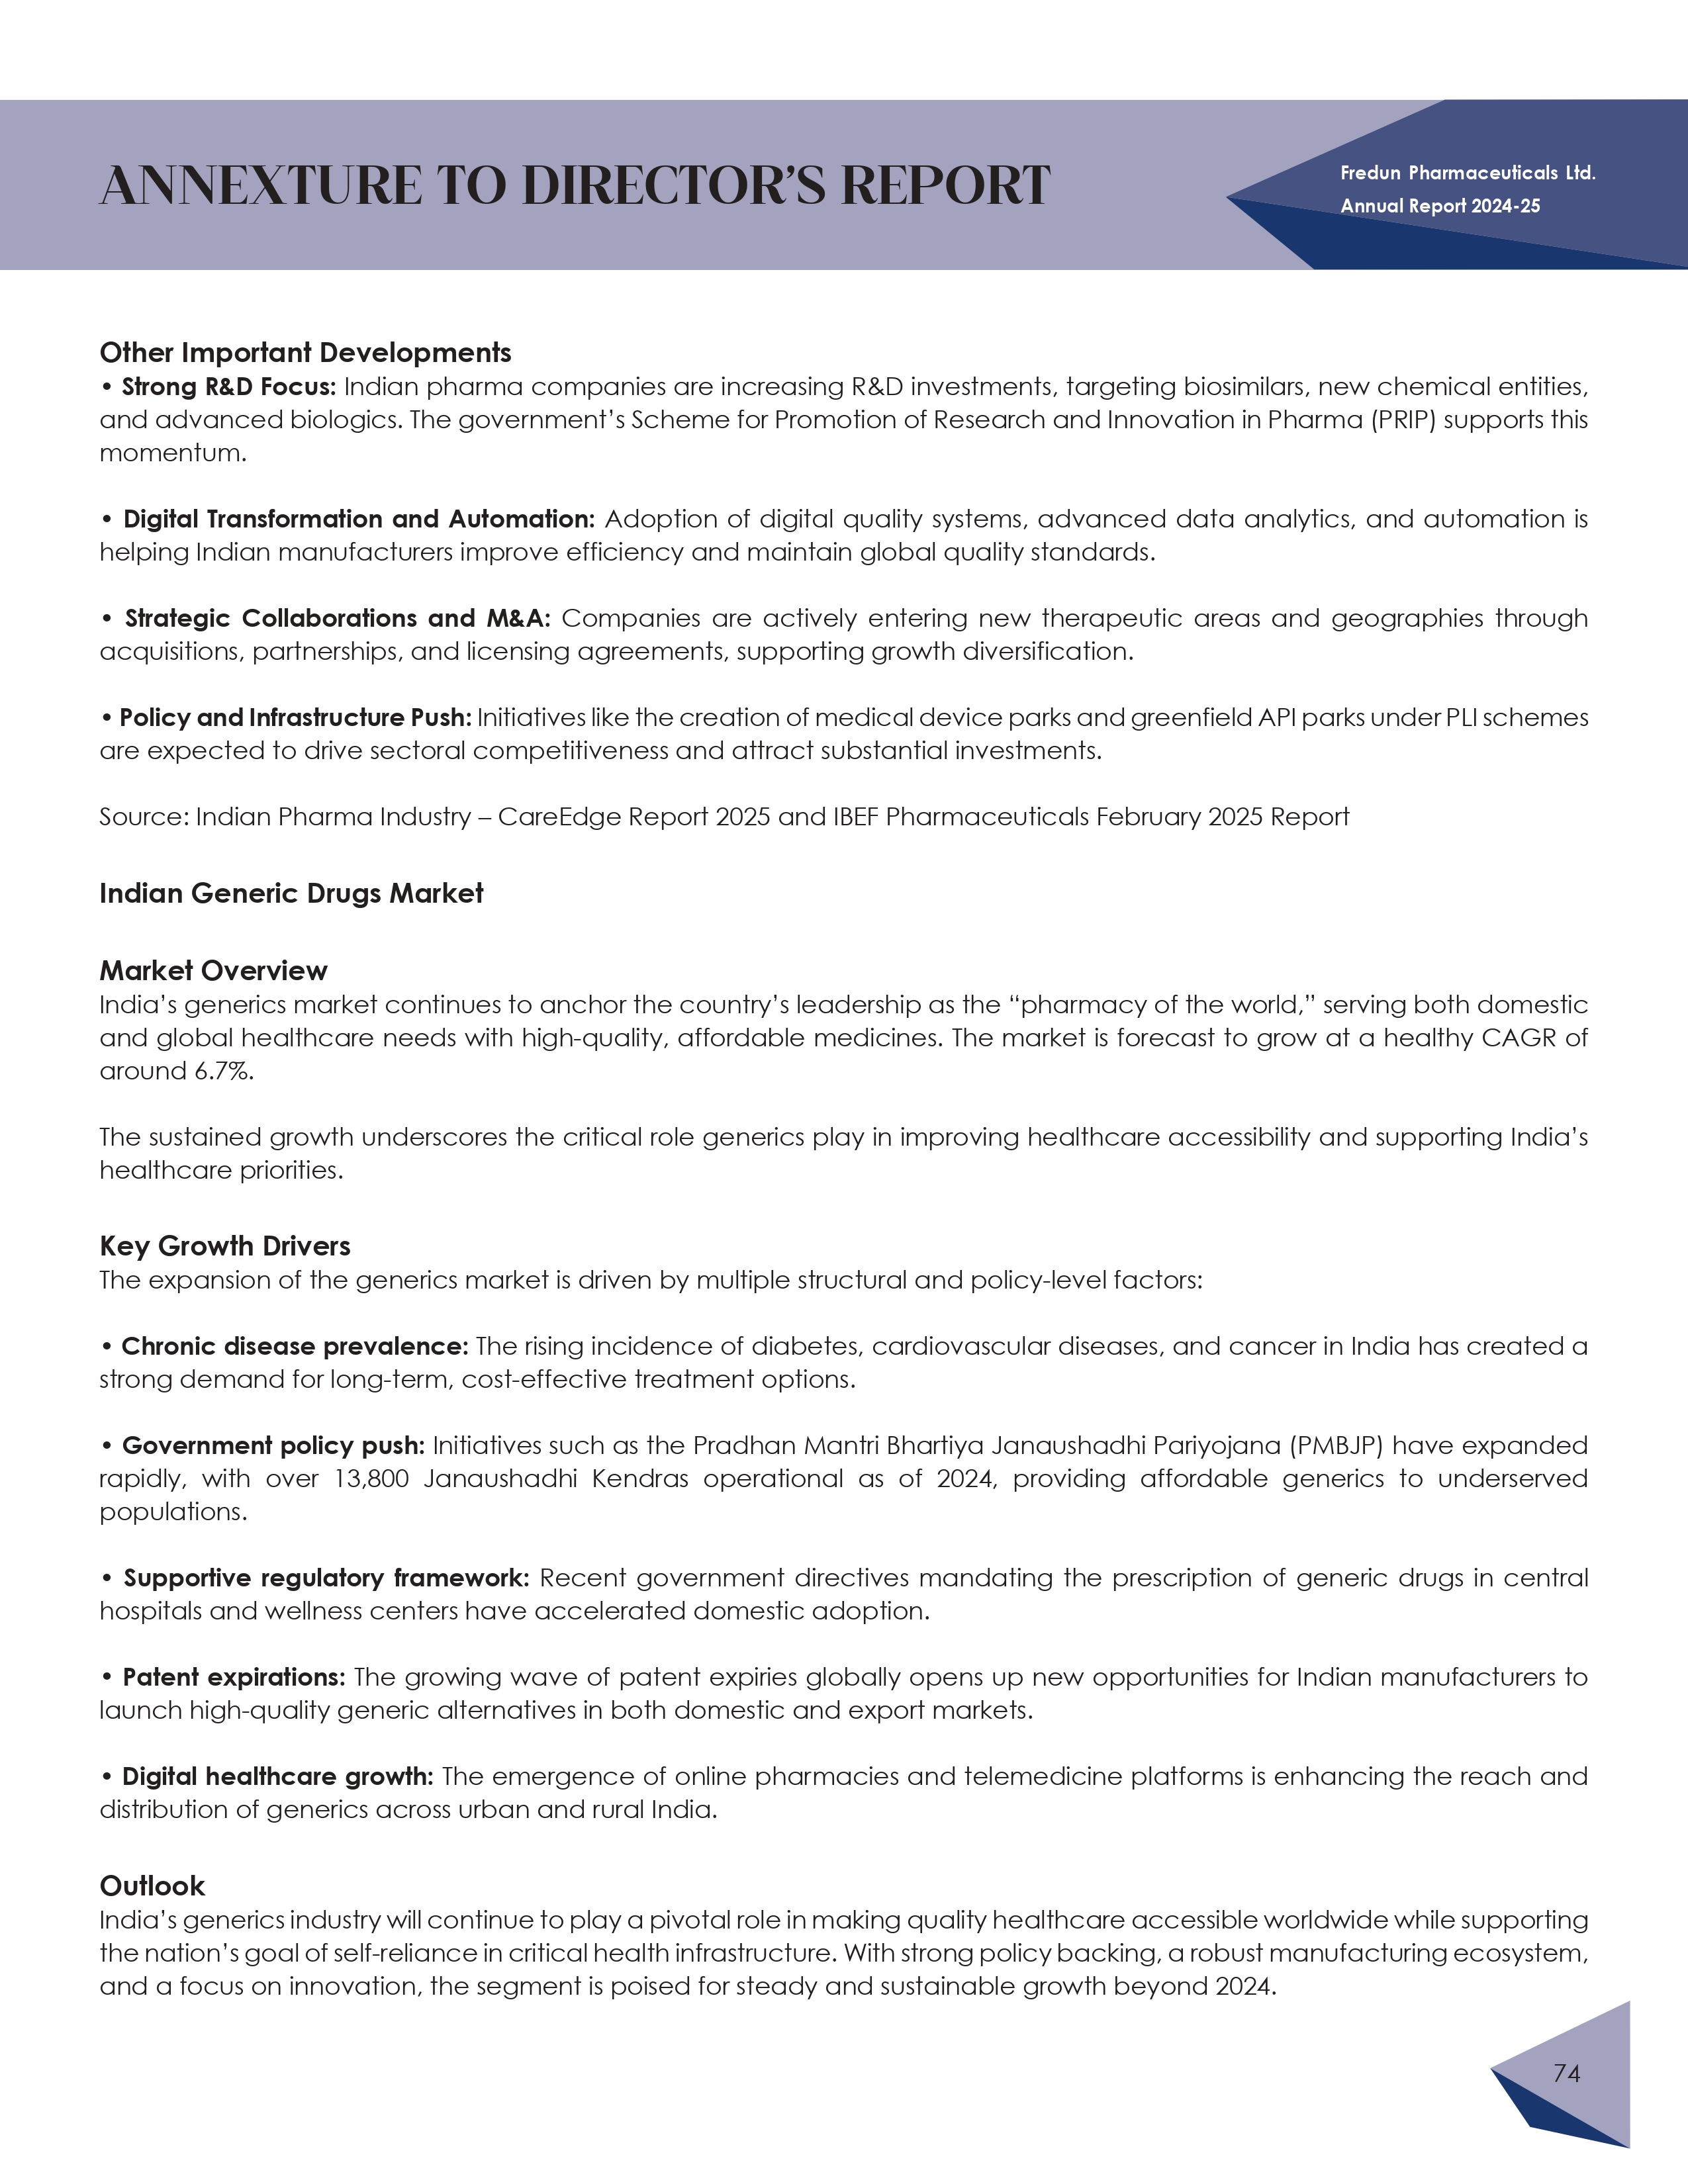 ANNEXTURE TO DIRECTOR’S REPORT
Fredun Pharmaceuticals Ltd.
Annual Report 2024-25
Other Important Developments
• Strong R&D Focus: Indian pharma companies are increasing R&D investments, targeting biosimilars, new chemical entities,
and advanced biologics. The government’s Scheme for Promotion of Research and Innovation in Pharma (PRIP) supports this
momentum.
• Digital Transformation and Automation: Adoption of digital quality systems, advanced data analytics, and automation is
helping Indian manufacturers improve efficiency and maintain global quality standards.
• Strategic Collaborations and M&A: Companies are actively entering new therapeutic areas and geographies through
acquisitions, partnerships, and licensing agreements, supporting growth diversification.
• Policy and Infrastructure Push: Initiatives like the creation of medical device parks and greenfield API parks under PLI schemes
are expected to drive sectoral competitiveness and attract substantial investments.
Source: Indian Pharma Industry – CareEdge Report 2025 and IBEF Pharmaceuticals February 2025 Report
Indian Generic Drugs Market
Market Overview
India’s generics market continues to anchor the country’s leadership as the “pharmacy of the world,” serving both domestic
and global healthcare needs with high-quality, affordable medicines. The market is forecast to grow at a healthy CAGR of
around 6.7%.
The sustained growth underscores the critical role generics play in improving healthcare accessibility and supporting India’s
healthcare priorities.
Key Growth Drivers
The expansion of the generics market is driven by multiple structural and policy-level factors:
• Chronic disease prevalence: The rising incidence of diabetes, cardiovascular diseases, and cancer in India has created a
strong demand for long-term, cost-effective treatment options.
• Government policy push: Initiatives such as the Pradhan Mantri Bhartiya Janaushadhi Pariyojana (PMBJP) have expanded
rapidly, with over 13,800 Janaushadhi Kendras operational as of 2024, providing affordable generics to underserved
populations.
• Supportive regulatory framework: Recent government directives mandating the prescription of generic drugs in central
hospitals and wellness centers have accelerated domestic adoption.
• Patent expirations: The growing wave of patent expiries globally opens up new opportunities for Indian manufacturers to
launch high-quality generic alternatives in both domestic and export markets.
• Digital healthcare growth: The emergence of online pharmacies and telemedicine platforms is enhancing the reach and
distribution of generics across urban and rural India.
Outlook
India’s generics industry will continue to play a pivotal role in making quality healthcare accessible worldwide while supporting
the nation’s goal of self-reliance in critical health infrastructure. With strong policy backing, a robust manufacturing ecosystem,
and a focus on innovation, the segment is poised for steady and sustainable growth beyond 2024.
74